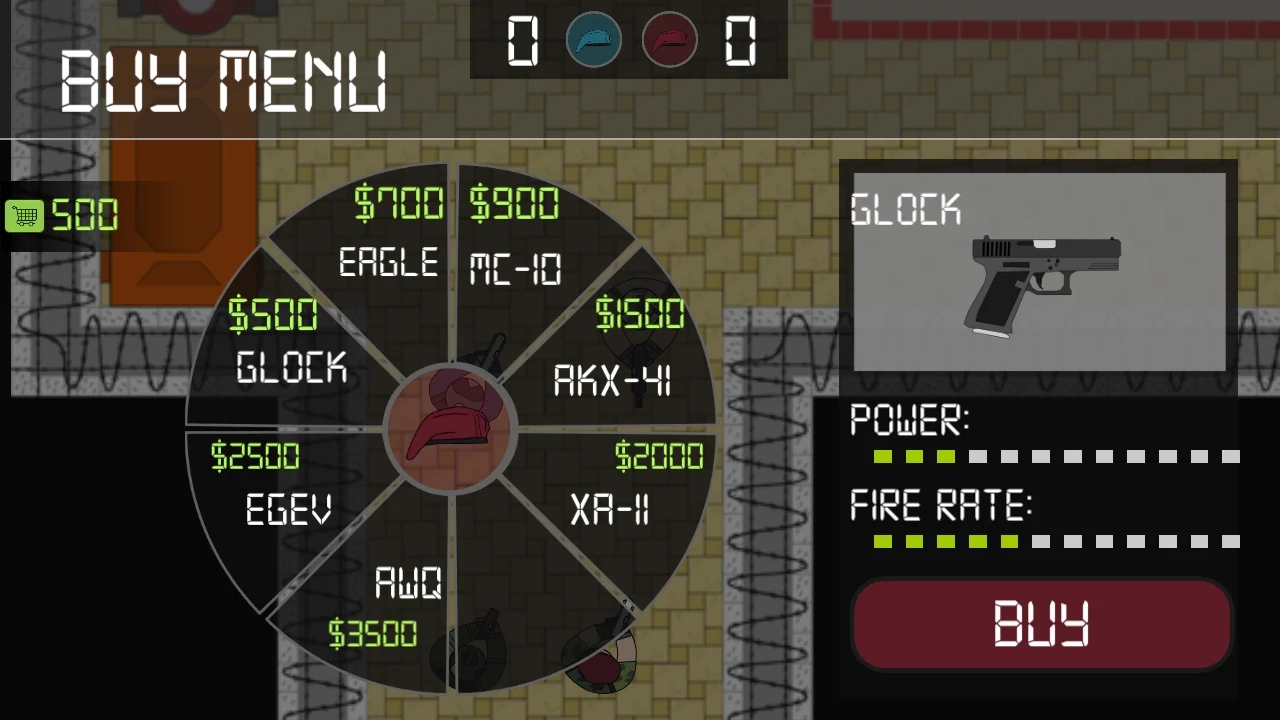 0 0
BUY MENU
500
$700 $900
EAGLE MC-10
$500 $1500
GLOCK AKX-41
$2500 $2000
EGEV XA-11
AWQ
$3500
GLOCK
POWER:
FIRE RATE:
BUY